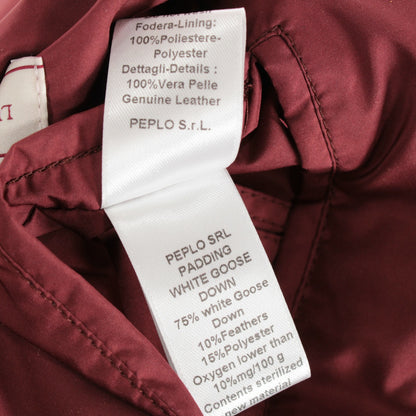 Fodera-Lining:
100%Poliestere-
Polyester
Dettagli-Details :
100%Vera Pelle
Genuine Leather
PEPLO S.r.L.
PEPLO SRL
PADDING
WHITE GOOSE
DOWN
75% white Goose
Down
10%Feathers
15%Polyester
Oxygen lower than
10%mg/100 g
Contents sterilized
new material